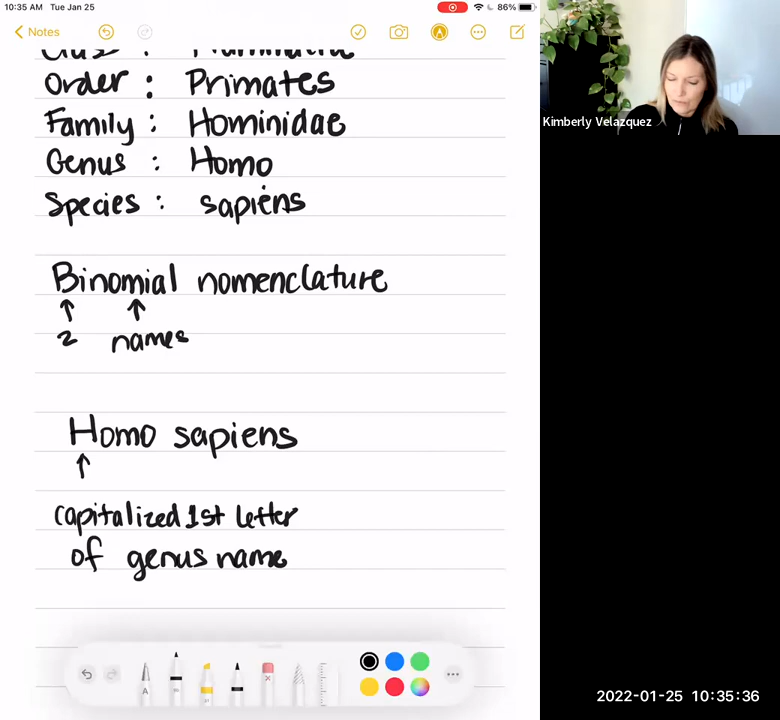 10:35 AM Tue Jan 25
86%
Notes
Order : Primates
Family : Hominidae
Genus : Homo
Species : sapiens
Binomial nomenclature
2 names
Homo sapiens
capitalized 1st letter
of genus name
Kimberly Velazquez
2022-01-25 10:35:36